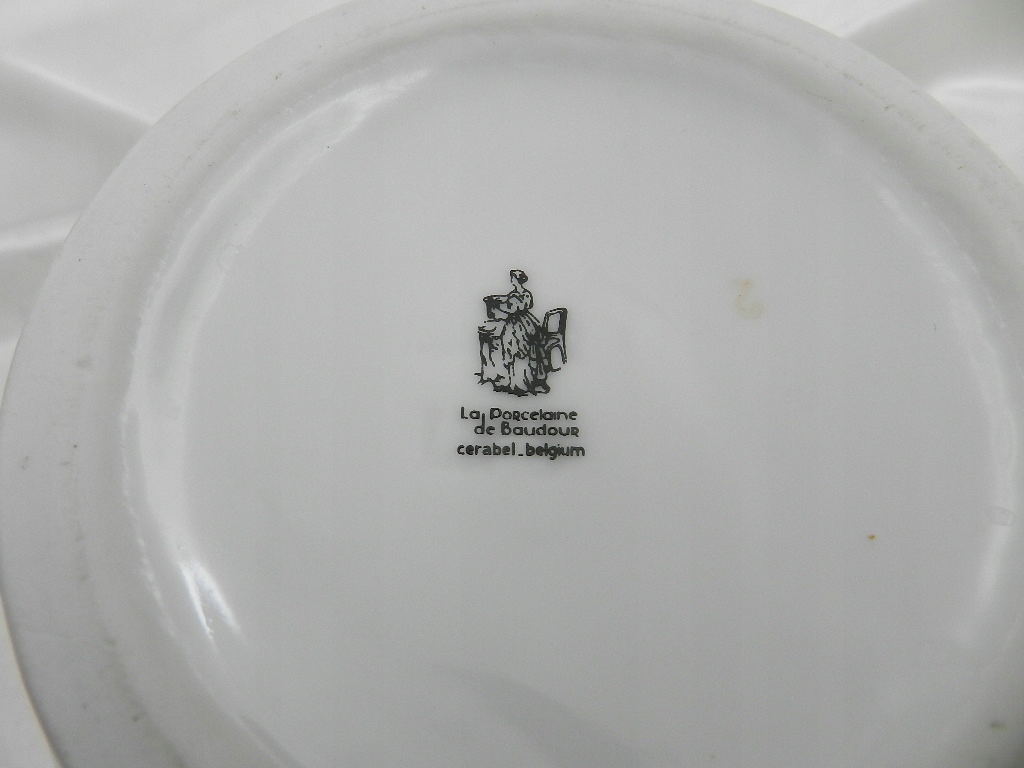 La Porcelaine
de Baudour
cerabel_belgium